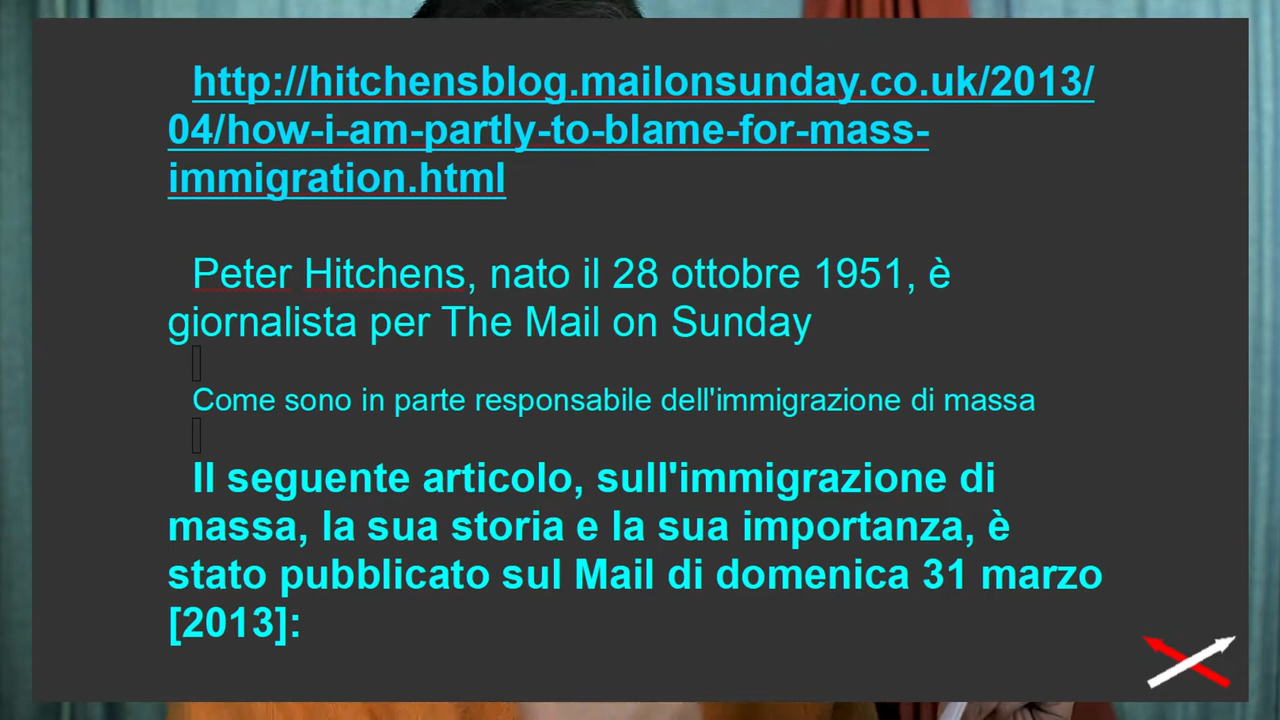 http://hitchensblog.mailonsunday.co.uk/2013/
04/how-i-am-partly-to-blame-for-mass-
immigration.html
Peter Hitchens, nato il 28 ottobre 1951, è
giornalista per The Mail on Sunday
Come sono in parte responsabile dell'immigrazione di massa
Il seguente articolo, sull'immigrazione di
massa, la sua storia e la sua importanza, è
stato pubblicato sul Mail di domenica 31 marzo
[2013]: